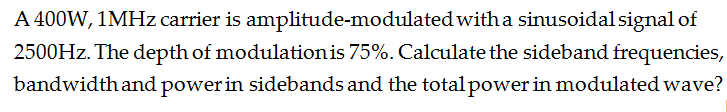 A 400W, 1MHz carrier is amplitude-modulated with a sinusoidal signal of
2500Hz. The depth of modulation is 75%. Calculate the sideband frequencies,
bandwidth and power in sidebands and the total power in modulated wave?